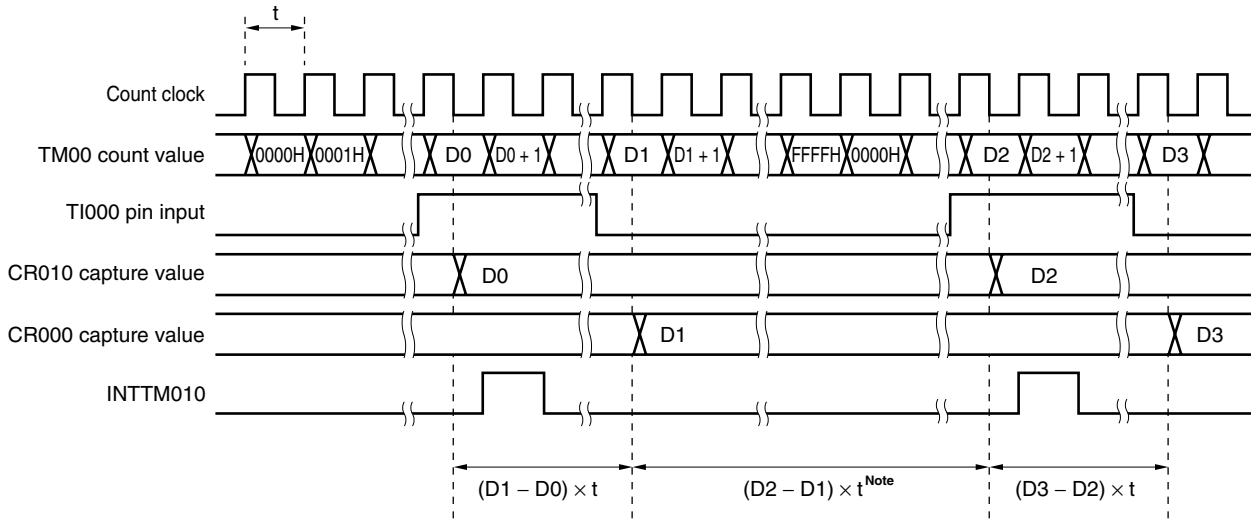 t
Count clock
TM00 count value 0000H 0001H D0 D0 + 1 D1 D1 + 1 FFFFH 0000H D2 D2 + 1 D3
TI000 pin input
CR010 capture value D0 D2
CR000 capture value D1 D3
INTTM010
(D1 − D0) × t (D2 − D1) × t Note (D3 − D2) × t